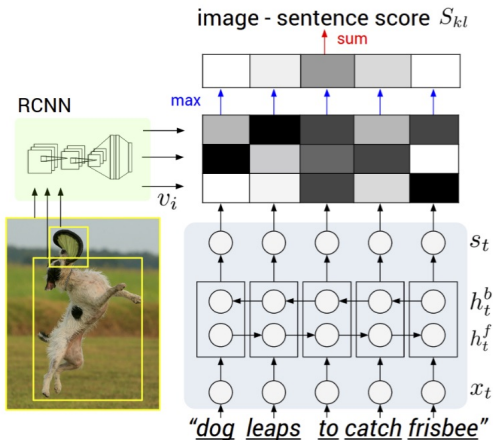 image - sentence score S_{kl}
sum
RCNN
max
v_i
s_t
h_t^b
h_t^f
x_t
“dog leaps to catch frisbee”